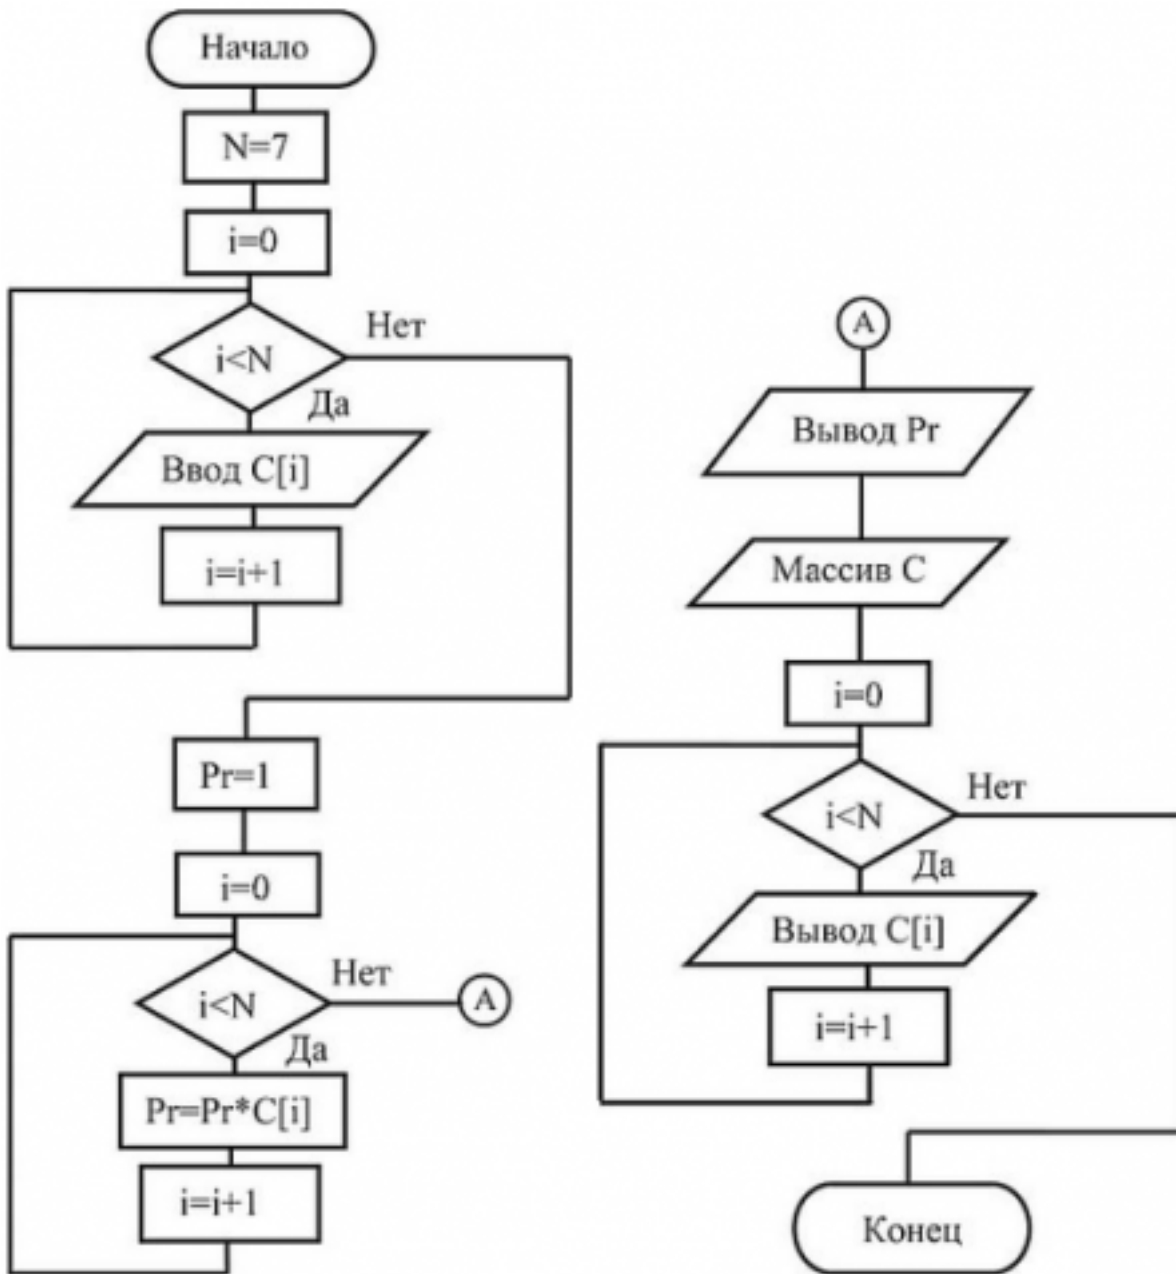 Начало
N=7
i=0
i<N
Нет
Да
Ввод C[i]
i=i+1
Pr=1
i=0
i<N
Нет
A
Да
Pr=Pr*C[i]
i=i+1
A
Вывод Pr
Массив C
i=0
i<N
Нет
Да
Вывод C[i]
i=i+1
Конец